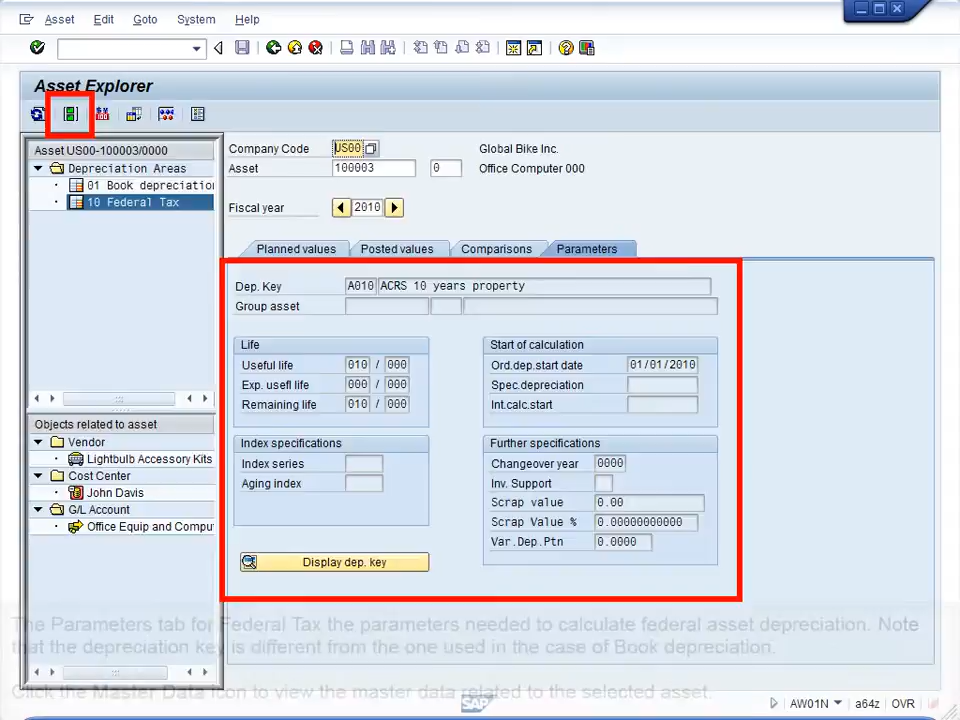 Asset Edit Goto System Help
Asset Explorer
Asset US00-100003/0000
Depreciation Areas
01 Book depreciation
10 Federal Tax
Company Code US00 Global Bike Inc.
Asset 100003 0 Office Computer 000
Fiscal year 2010
Planned values Posted values Comparisons Parameters
Dep. Key A010 ACRS 10 years property
Group asset
Life
Useful life 010 / 000
Exp. usefl life 000 / 000
Remaining life 010 / 000
Start of calculation
Ord.dep.start date 01/01/2010
Spec.depreciation
Int.calc.start
Index specifications
Index series
Aging index
Further specifications
Changeover year 0000
Inv. Support
Scrap value 0.00
Scrap Value % 0.00000000000
Var.Dep.Ptn 0.0000
Display dep. key
Objects related to asset
Vendor
Lightbulb Accessory Kits
Cost Center
John Davis
G/L Account
Office Equip and Compu
The Parameters tab for Federal Tax the parameters needed to calculate federal asset depreciation. Note
that the depreciation key is different from the one used in the case of Book depreciation.
Click the Master Data Icon to view the master data related to the selected asset.
SAP
AW01N a64z OVR